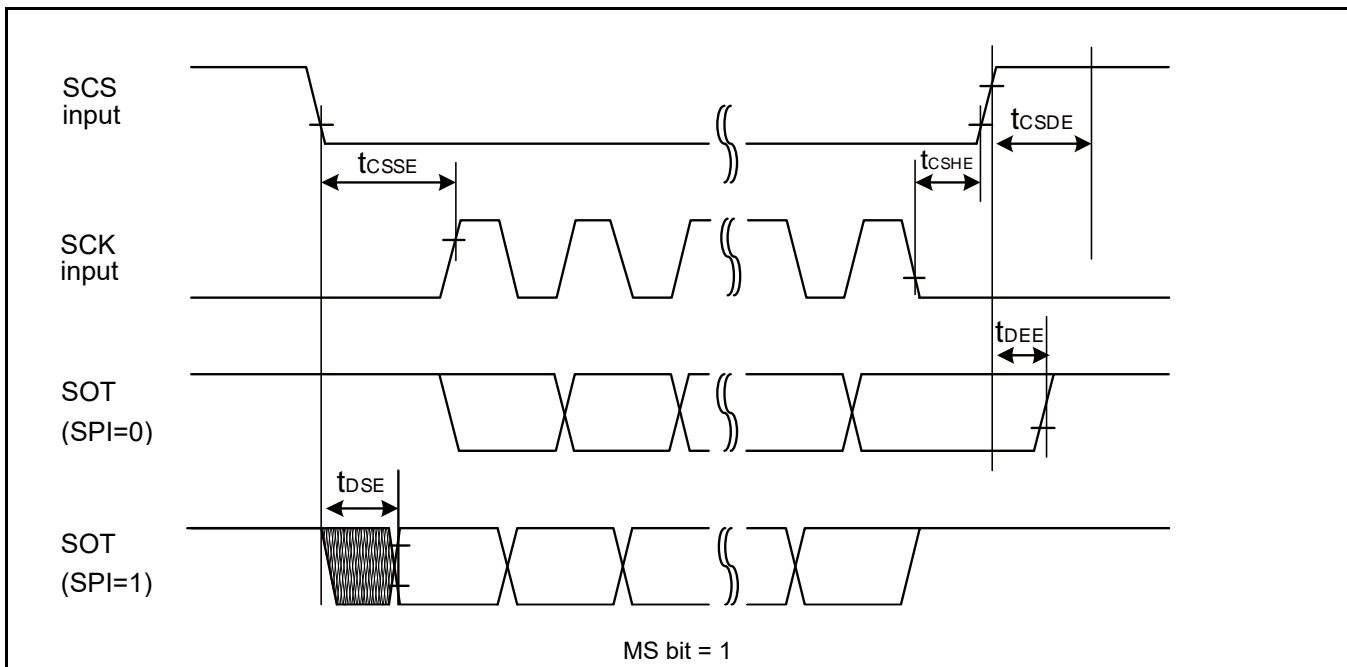 SCS
input
tCSDE
tCSHE
tCSSE
SCK
input
tDEE
SOT
(SPI=0)
tDSE
SOT
(SPI=1)
MS bit = 1